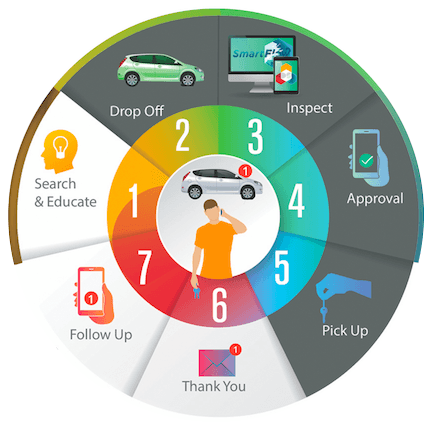 1
Search
& Educate
2
Drop Off
3
Inspect
4
Approval
5
Pick Up
6
Thank You
1
7
Follow Up
1
1